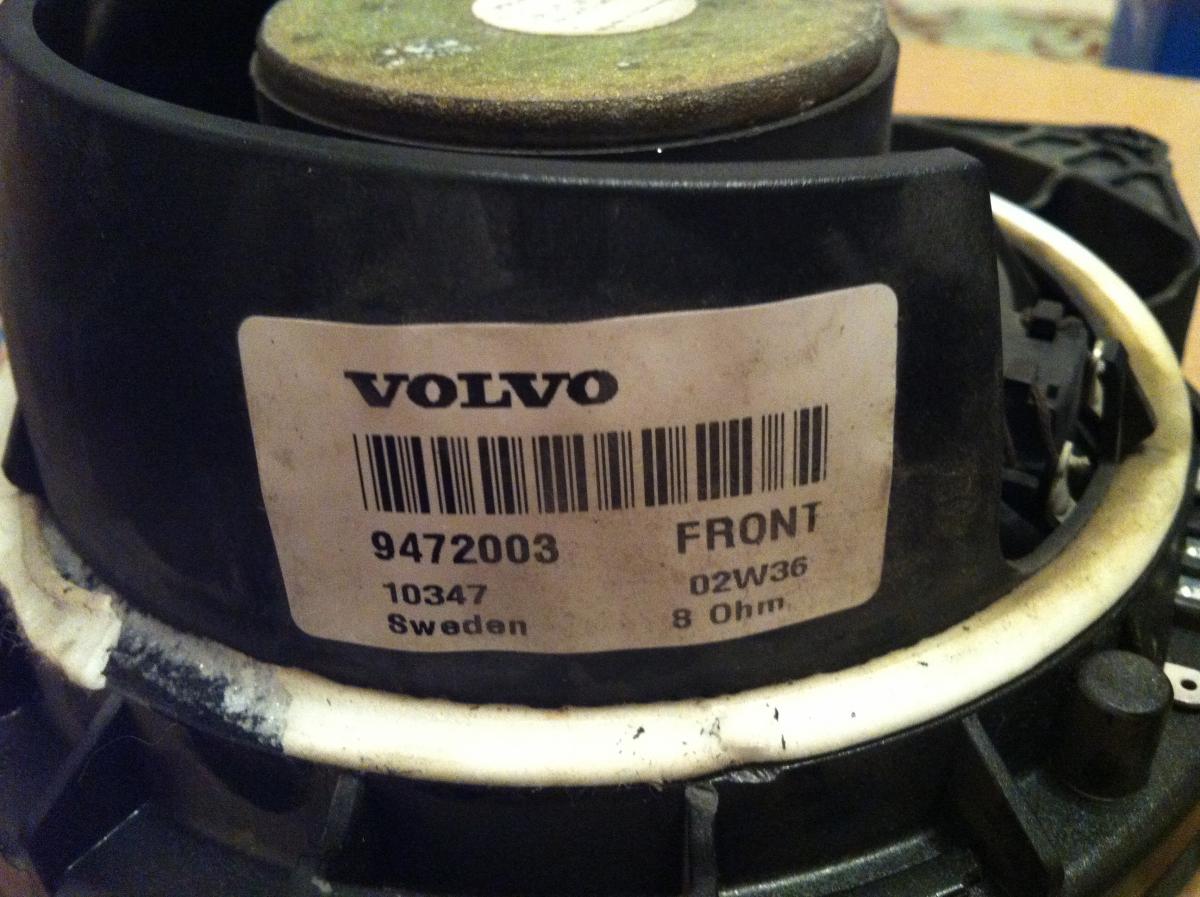 VOLVO
9472003 FRONT
10347 02W36
Sweden 8 Ohm